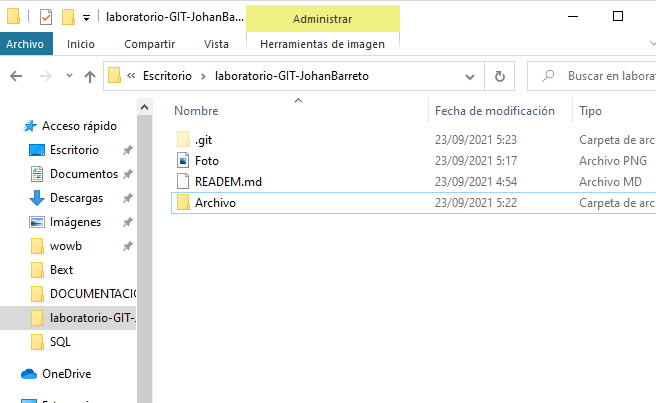 laboratorio-GIT-JohanBa...
Administrar
Archivo Inicio Compartir Vista Herramientas de imagen
« Escritorio › laboratorio-GIT-JohanBarreto
Buscar en labora
Nombre Fecha de modificación Tipo
.git 23/09/2021 5:23 Carpeta de arc
Foto 23/09/2021 5:17 Archivo PNG
READEM.md 23/09/2021 4:54 Archivo MD
Archivo 23/09/2021 5:22 Carpeta de arc
Acceso rápido
Escritorio
Documentos
Descargas
Imágenes
wowb
Bext
DOCUMENTACIO
laboratorio-GIT-.
SQL
OneDrive